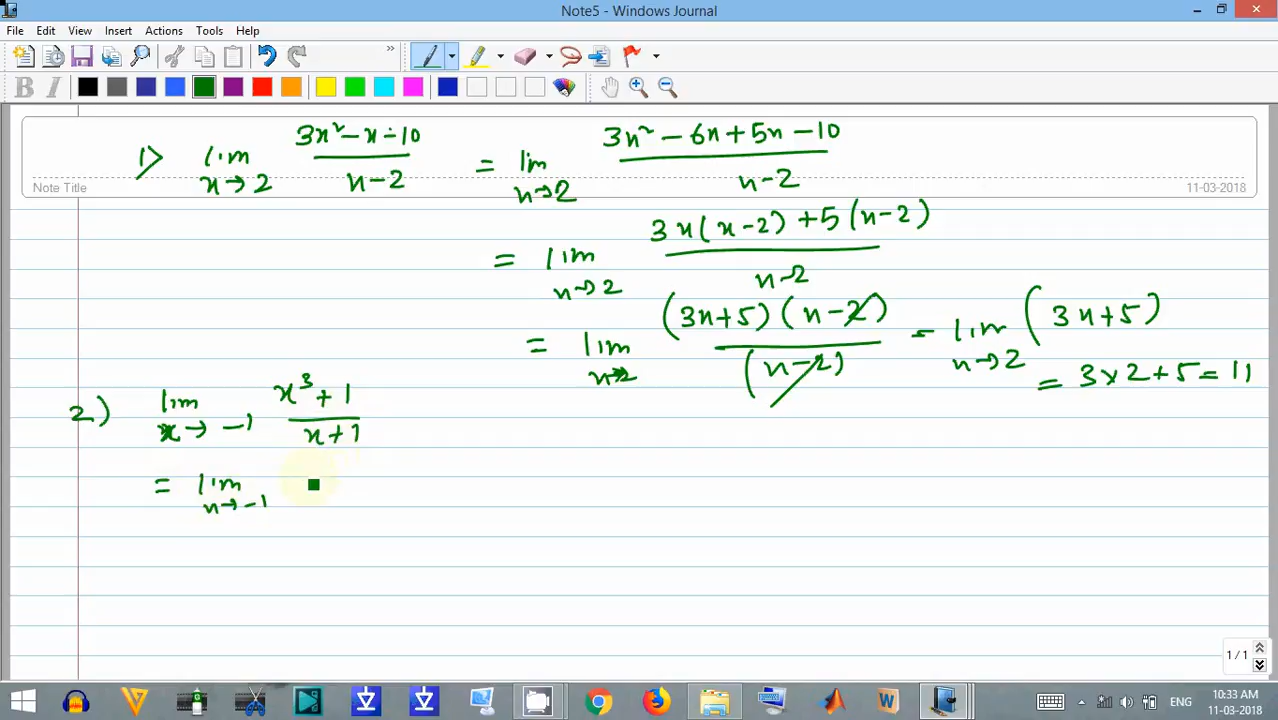 Note5 - Windows Journal
File Edit View Insert Actions Tools Help
1) lim x→2 3x²-x-10 / x-2 = lim x→2 3x²-6x+5x-10 / x-2
Note Title
11-03-2018
= lim x→2 3x(x-2)+5(x-2) / x-2
= lim x→2 (3x+5)(x-2) / (x-2) = lim x→2 (3x+5)
= 3×2+5=11
2) lim x→-1 x³+1 / x+1
= lim x→-1
1/1
ENG
10:33 AM
11-03-2018